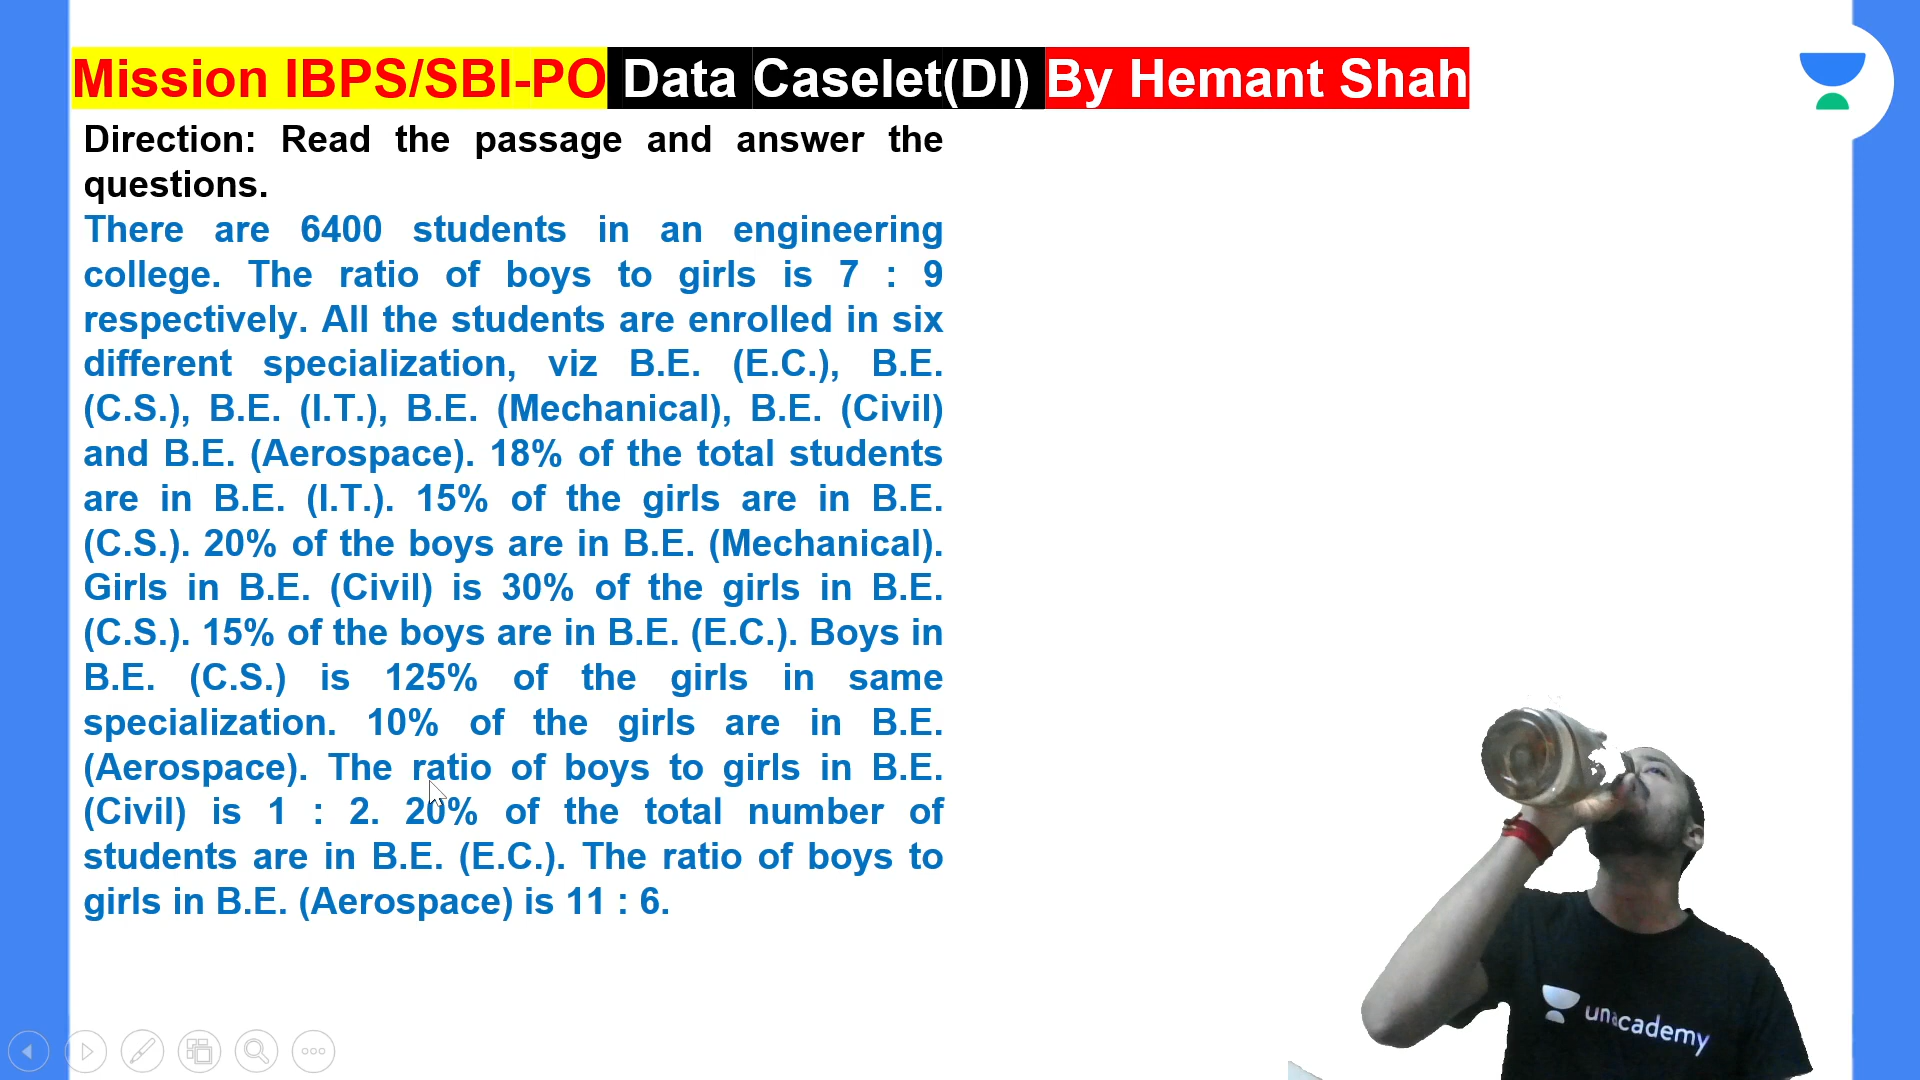 Mission IBPS/SBI-PO Data Caselet(DI) By Hemant Shah
Direction: Read the passage and answer the
questions.
There are 6400 students in an engineering
college. The ratio of boys to girls is 7 : 9
respectively. All the students are enrolled in six
different specialization, viz B.E. (E.C.), B.E.
(C.S.), B.E. (I.T.), B.E. (Mechanical), B.E. (Civil)
and B.E. (Aerospace). 18% of the total students
are in B.E. (I.T.). 15% of the girls are in B.E.
(C.S.). 20% of the boys are in B.E. (Mechanical).
Girls in B.E. (Civil) is 30% of the girls in B.E.
(C.S.). 15% of the boys are in B.E. (E.C.). Boys in
B.E. (C.S.) is 125% of the girls in same
specialization. 10% of the girls are in B.E.
(Aerospace). The ratio of boys to girls in B.E.
(Civil) is 1 : 2. 20% of the total number of
students are in B.E. (E.C.). The ratio of boys to
girls in B.E. (Aerospace) is 11 : 6.
unacademy